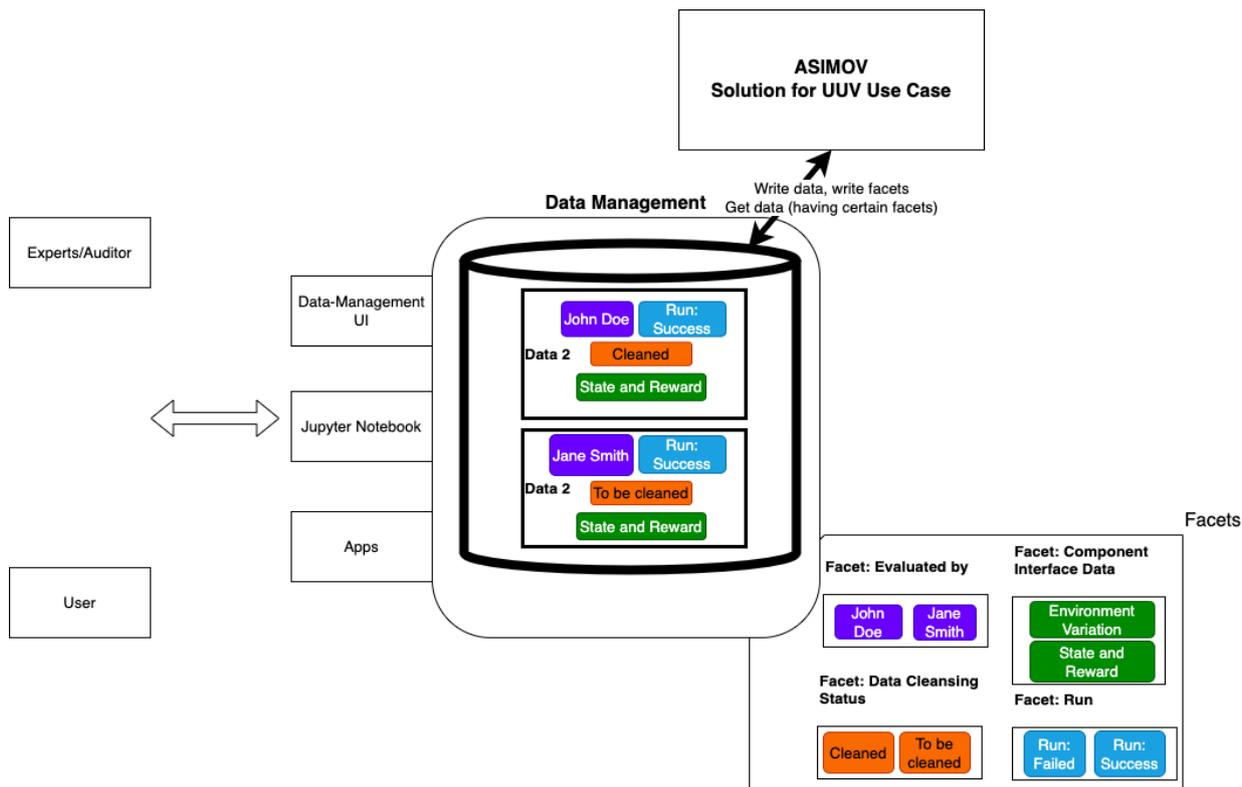 ASIMOV
Solution for UUV Use Case
Write data, write facets
Get data (having certain facets)
Data Management
Experts/Auditor
Data-Management
UI
Jupyter Notebook
Apps
User
John Doe
Run:
Success
Data 2
Cleaned
State and Reward
Jane Smith
Run:
Success
Data 2
To be cleaned
State and Reward
Facets
Facet: Evaluated by
John
Doe
Jane
Smith
Facet: Component
Interface Data
Environment
Variation
State and
Reward
Facet: Data Cleansing
Status
Cleaned
To be
cleaned
Facet: Run
Run:
Failed
Run:
Success